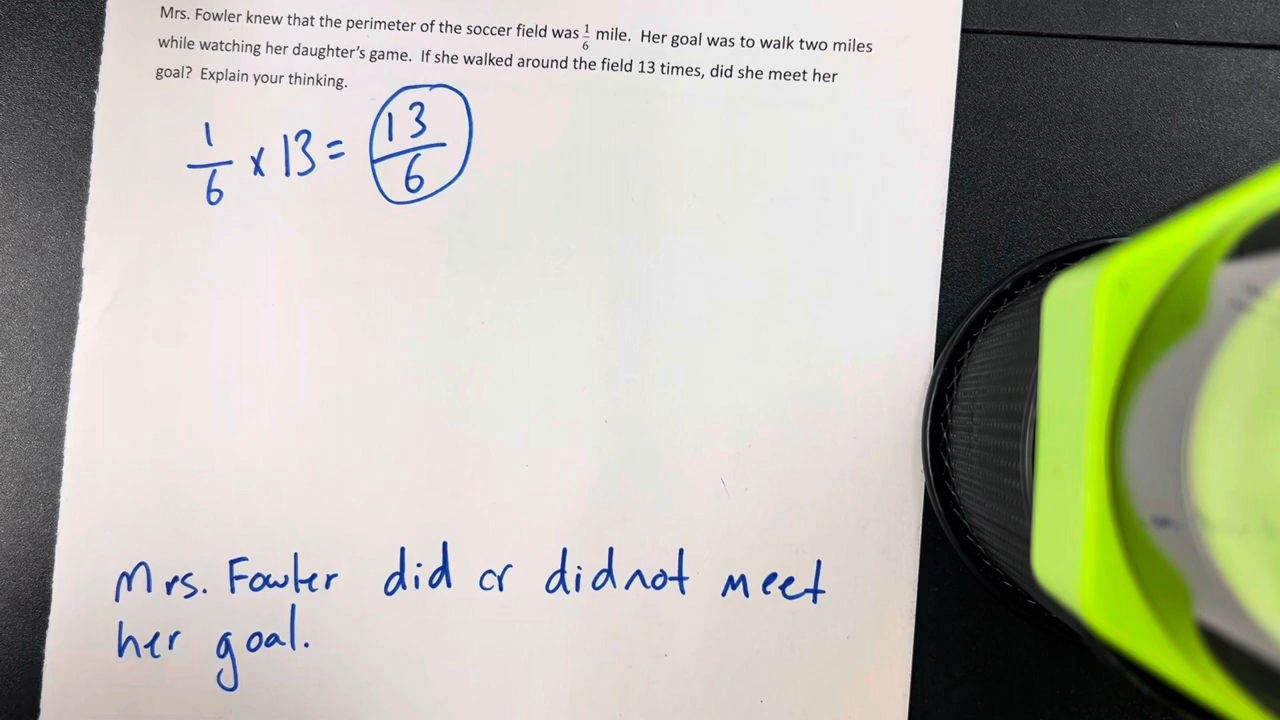 Mrs. Fowler knew that the perimeter of the soccer field was 1/6 mile. Her goal was to walk two miles
while watching her daughter's game. If she walked around the field 13 times, did she meet her
goal? Explain your thinking.
1/6 x 13 = 13/6
Mrs. Fowler did or did not meet
her goal.